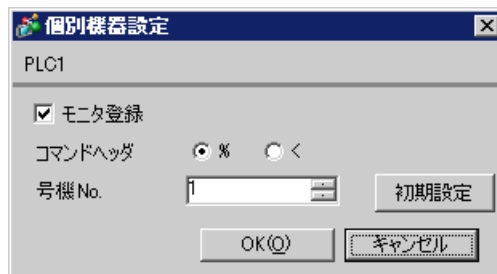 個別機器設定
PLC1
モニタ登録
コマンドヘッダ % <
号機No. 1 初期設定
OK(O) キャンセル